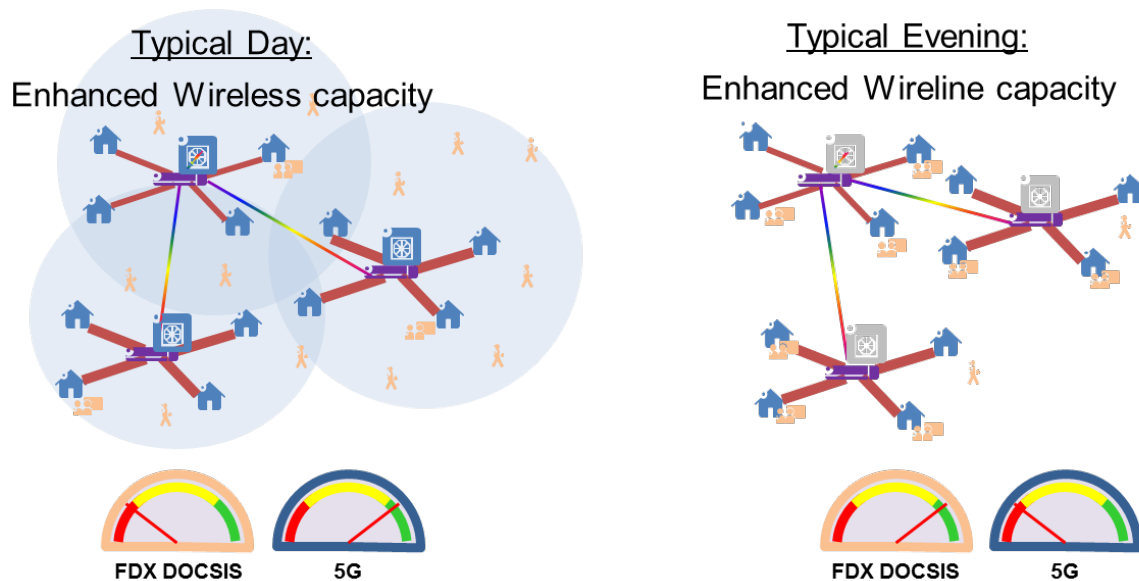 Typical Day:
Enhanced Wireless capacity
FDX DOCSIS
5G
Typical Evening:
Enhanced Wireline capacity
FDX DOCSIS
5G